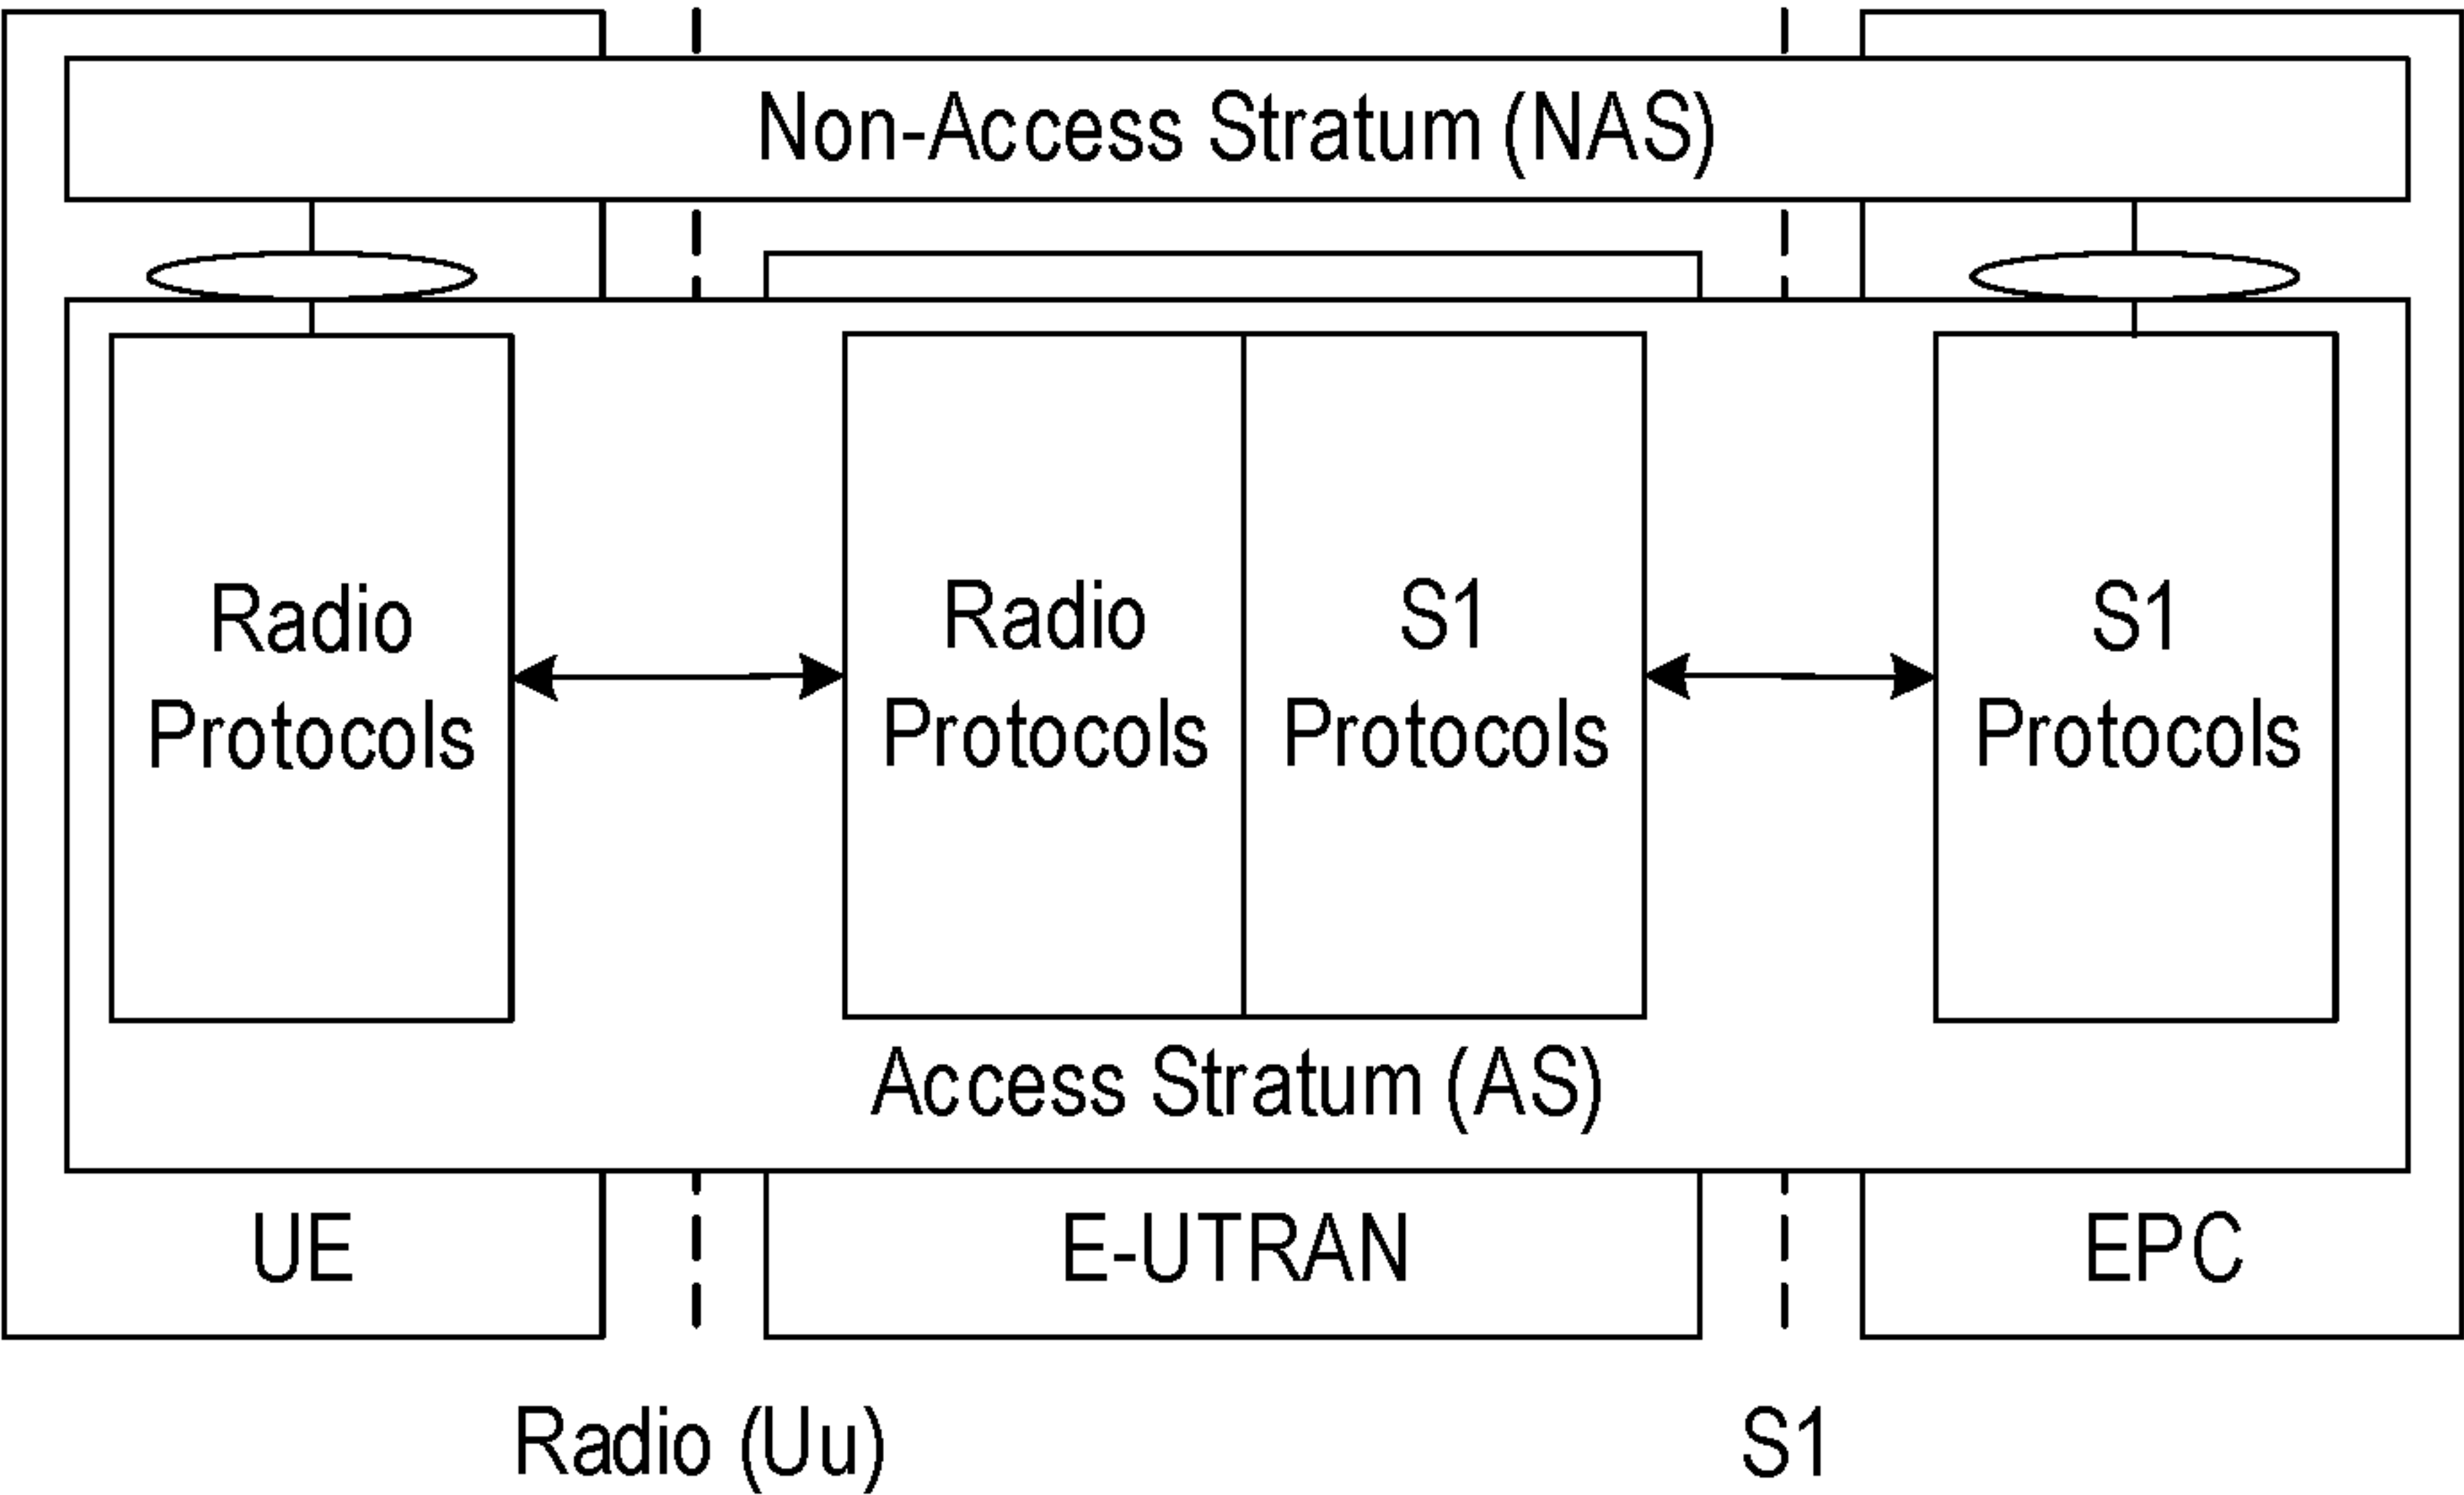 Non-Access Stratum (NAS)
Radio
Protocols
Radio
Protocols
S1
Protocols
S1
Protocols
Access Stratum (AS)
UE
E-UTRAN
EPC
Radio (Uu)
S1